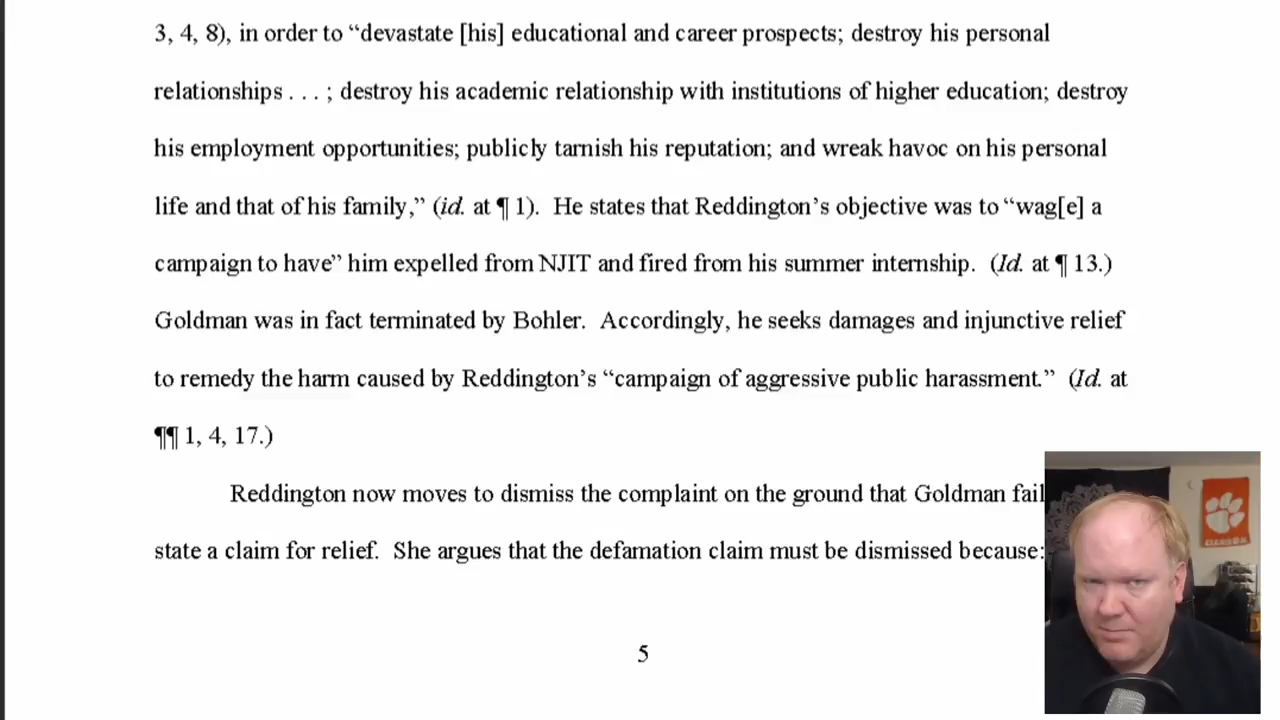 3, 4, 8), in order to “devastate [his] educational and career prospects; destroy his personal
relationships . . . ; destroy his academic relationship with institutions of higher education; destroy
his employment opportunities; publicly tarnish his reputation; and wreak havoc on his personal
life and that of his family,” (id. at ¶ 1). He states that Reddington’s objective was to “wag[e] a
campaign to have” him expelled from NJIT and fired from his summer internship. (Id. at ¶ 13.)
Goldman was in fact terminated by Bohler. Accordingly, he seeks damages and injunctive relief
to remedy the harm caused by Reddington’s “campaign of aggressive public harassment.” (Id. at
¶¶ 1, 4, 17.)
Reddington now moves to dismiss the complaint on the ground that Goldman fail
state a claim for relief. She argues that the defamation claim must be dismissed because:
5